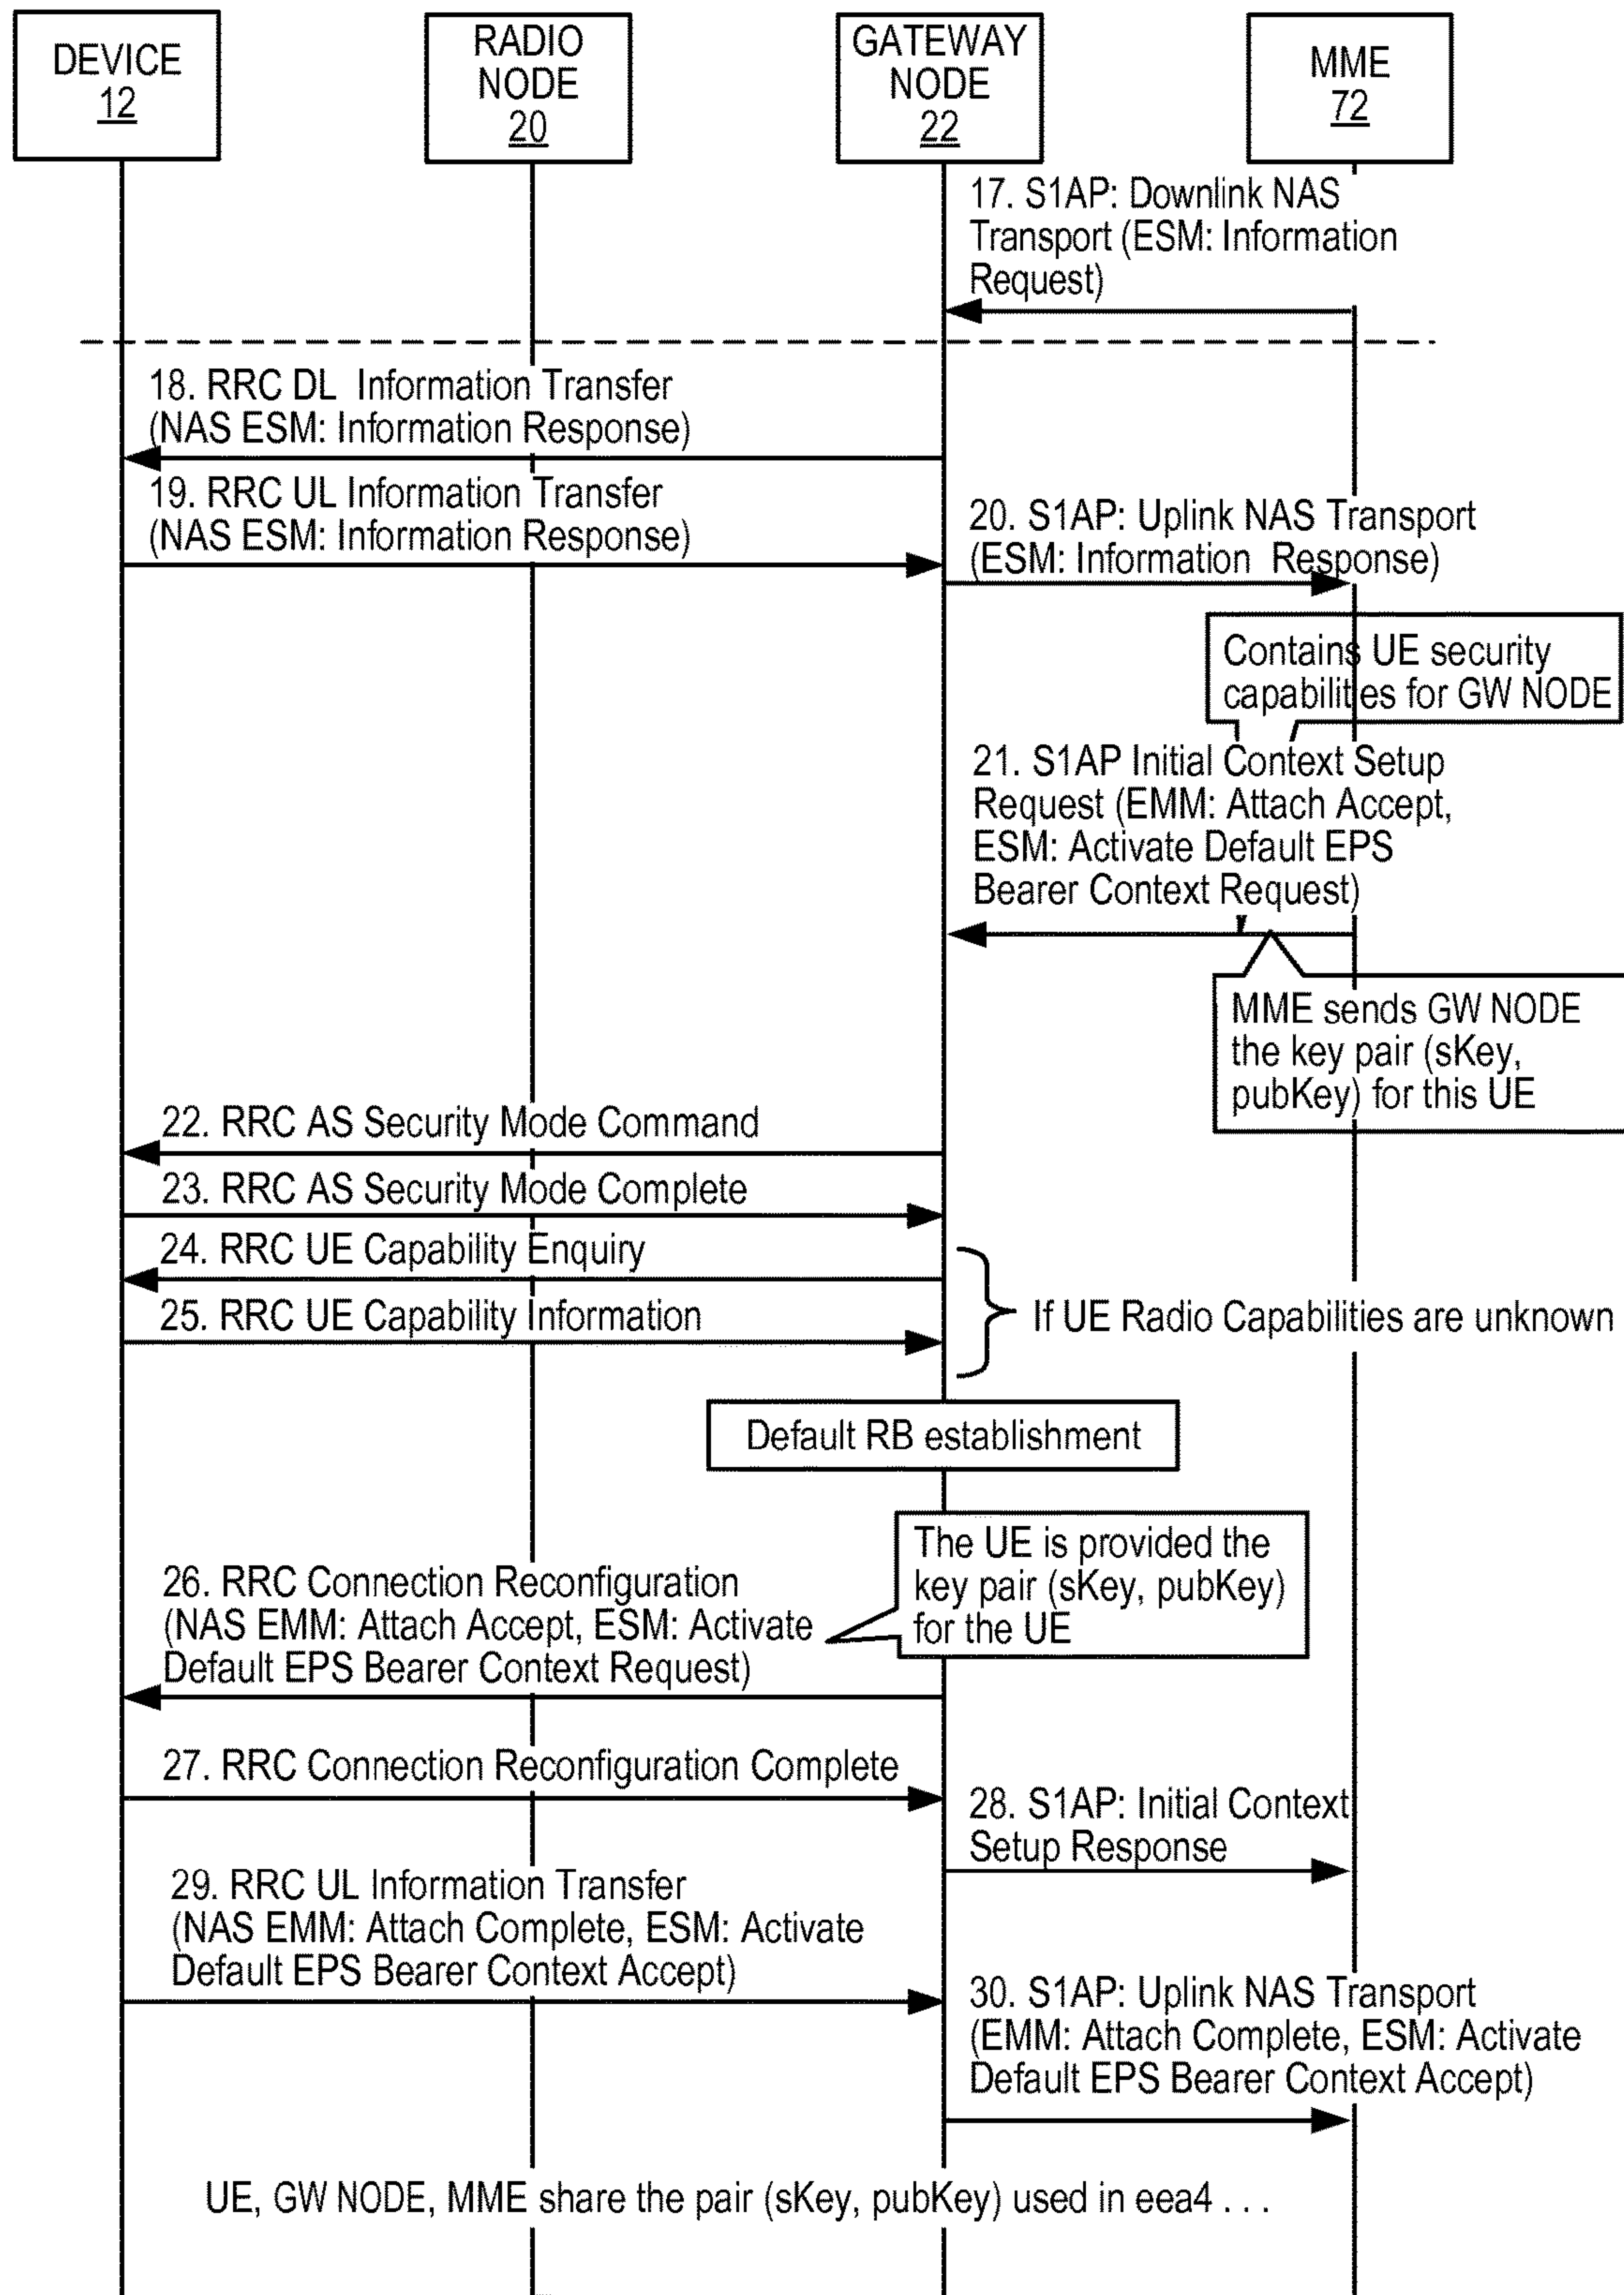 DEVICE
12
RADIO
NODE
20
GATEWAY
NODE
22
MME
72
17. S1AP: Downlink NAS
Transport (ESM: Information
Request)
18. RRC DL Information Transfer
(NAS ESM: Information Response)
19. RRC UL Information Transfer
(NAS ESM: Information Response)
20. S1AP: Uplink NAS Transport
(ESM: Information Response)
Contains UE security
capabilities for GW NODE
21. S1AP Initial Context Setup
Request (EMM: Attach Accept,
ESM: Activate Default EPS
Bearer Context Request)
MME sends GW NODE
the key pair (sKey,
pubKey) for this UE
22. RRC AS Security Mode Command
23. RRC AS Security Mode Complete
24. RRC UE Capability Enquiry
25. RRC UE Capability Information
If UE Radio Capabilities are unknown
Default RB establishment
The UE is provided the
key pair (sKey, pubKey)
for the UE
26. RRC Connection Reconfiguration
(NAS EMM: Attach Accept, ESM: Activate
Default EPS Bearer Context Request)
27. RRC Connection Reconfiguration Complete
28. S1AP: Initial Context
Setup Response
29. RRC UL Information Transfer
(NAS EMM: Attach Complete, ESM: Activate
Default EPS Bearer Context Accept)
30. S1AP: Uplink NAS Transport
(EMM: Attach Complete, ESM: Activate
Default EPS Bearer Context Accept)
UE, GW NODE, MME share the pair (sKey, pubKey) used in eea4 . . .